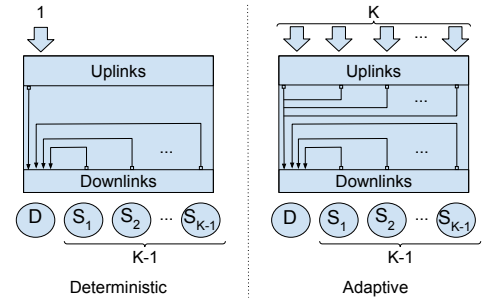 1
Uplinks
...
Downlinks
D S1 S2 ... SK-1
K-1
Deterministic
K
...
Uplinks
...
...
Downlinks
D S1 S2 ... SK-1
K-1
Adaptive